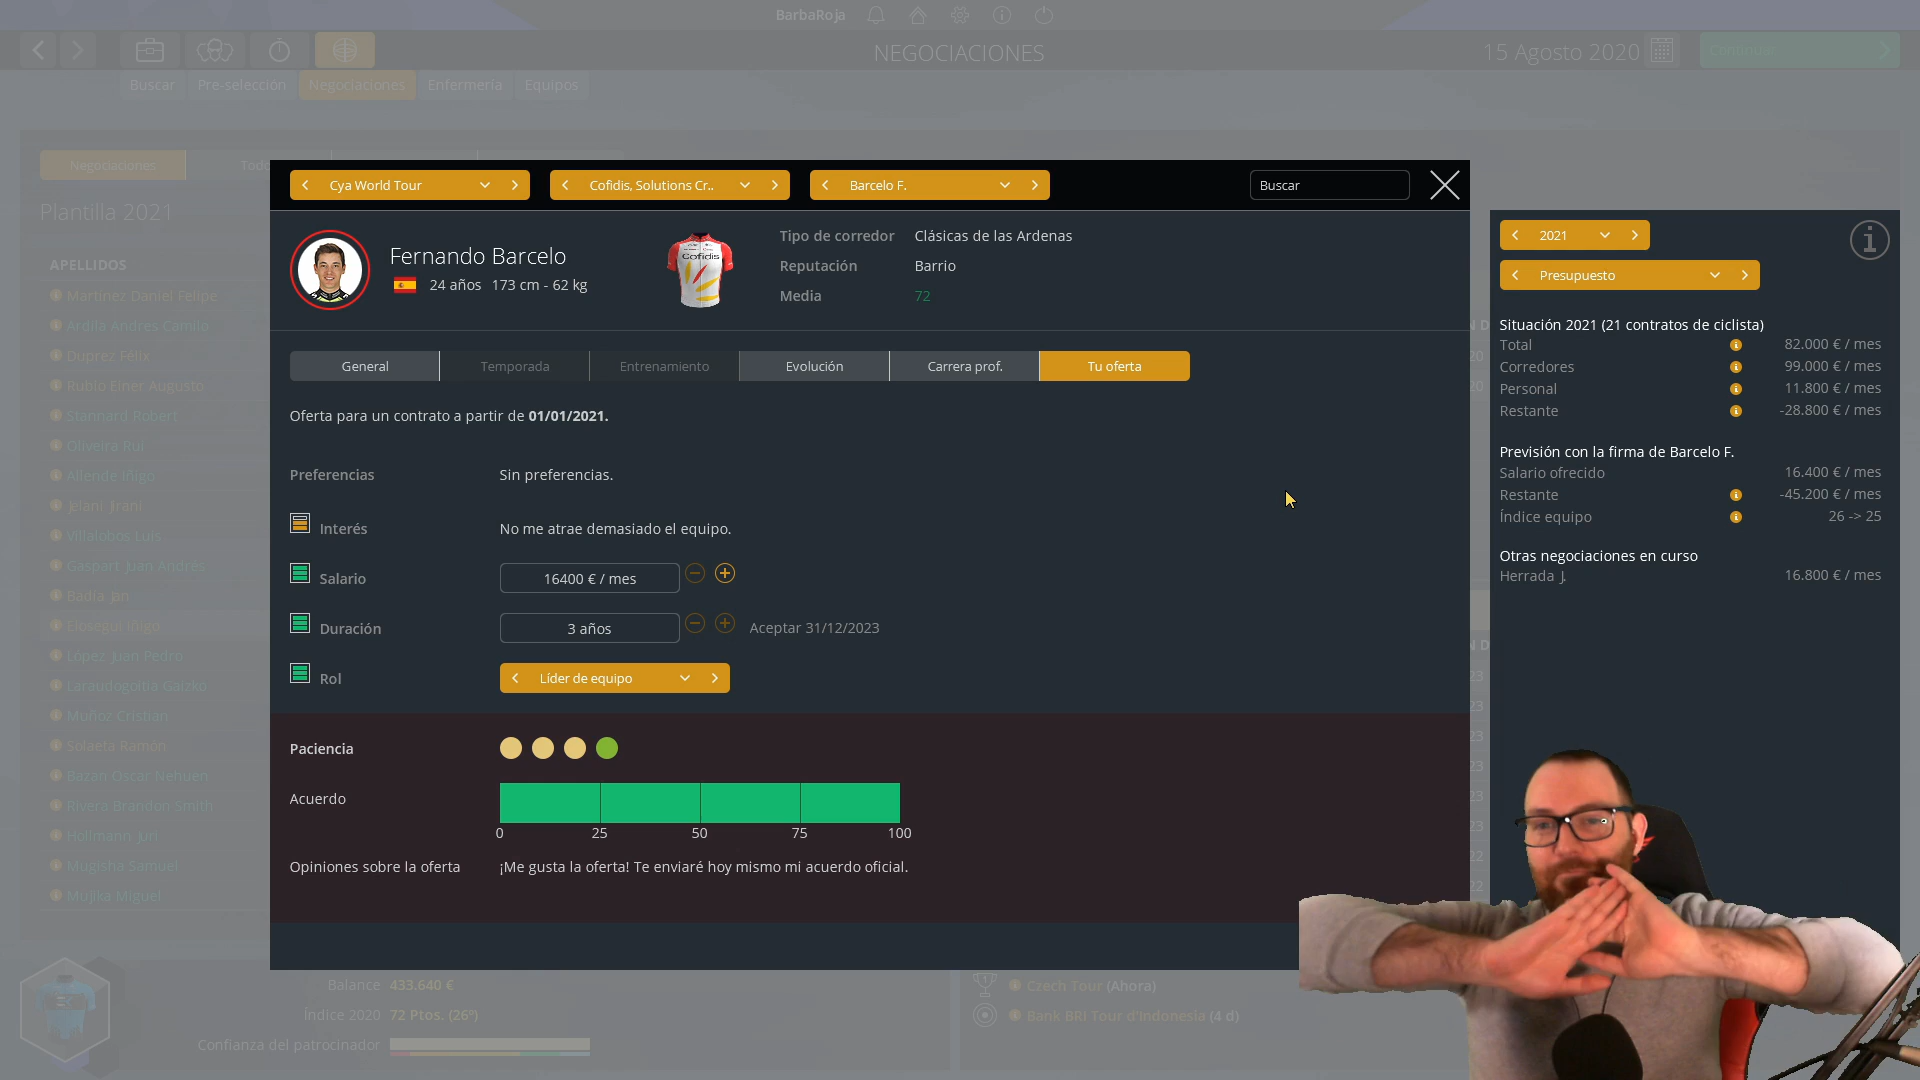 BarbaRoja
NEGOCIACIONES
15 Agosto 2020
Continuar
Buscar
Pre-selección
Negociaciones
Enfermería
Equipos
Negociaciones
Plantilla 2021
APELLIDOS
Martinez Daniel Felipe
Ardila Andres Camilo
Duprez Félix
Rubio Einer Augusto
Stannard Robert
Oliveira Rui
Allende Iñigo
Jelani Jirani
Villalobos Luis
Gaspart Juan Andrés
Badia Jan
Elosegui Iñigo
López Juan Pedro
Laraudogoitia Gaizko
Muñoz Cristian
Solaeta Ramón
Bazan Oscar Nehuen
Rivera Brandon Smith
Hollmann Juri
Mugisha Samuel
Mujika Miguel
Cya World Tour
Cofidis, Solutions Cr..
Barcelo F.
Buscar
Fernando Barcelo
24 años 173 cm - 62 kg
Cofidis
Tipo de corredor Clásicas de las Ardenas
Reputación Barrio
Media 72
General
Temporada
Entrenamiento
Evolución
Carrera prof.
Tu oferta
Oferta para un contrato a partir de 01/01/2021.
Preferencias Sin preferencias.
Interés No me atrae demasiado el equipo.
Salario 16400 € / mes
Duración 3 años Aceptar 31/12/2023
Rol Líder de equipo
Paciencia
Acuerdo
0 25 50 75 100
Opiniones sobre la oferta ¡Me gusta la oferta! Te enviaré hoy mismo mi acuerdo oficial.
2021
Presupuesto
Situación 2021 (21 contratos de ciclista)
Total 82.000 € / mes
Corredores 99.000 € / mes
Personal 11.800 € / mes
Restante -28.800 € / mes
Previsión con la firma de Barcelo F.
Salario ofrecido 16.400 € / mes
Restante -45.200 € / mes
Índice equipo 26 -> 25
Otras negociaciones en curso
Herrada J. 16.800 € / mes
Balance 433.640 €
Índice 2020 72 Ptos. (26º)
Confianza del patrocinador
Czech Tour (Ahora)
Bank BRI Tour d'Indonesia (4 d)